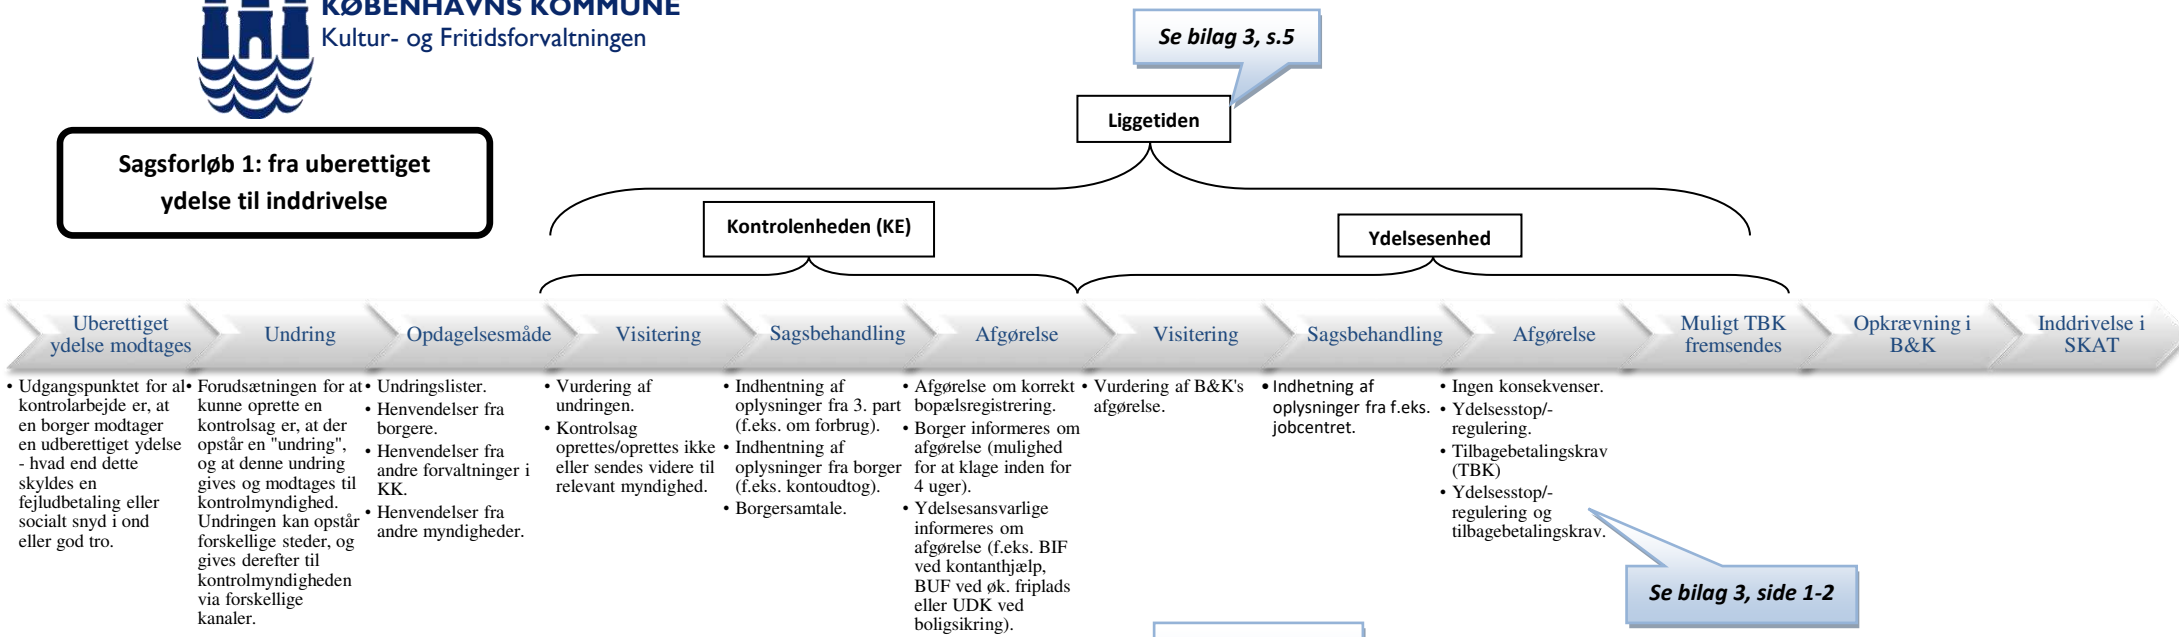 KØBENHAVNS KOMMUNE
Kultur- og Fritidsforvaltningen
Se bilag 3, s.5
Liggetiden
Sagsforløb 1: fra uberettiget
ydelse til inddrivelse
Kontrolenheden (KE)
Ydelsesenhed
Uberettiget
ydelse modtages
Undring
Opdagelsesmåde
Visitering
Sagsbehandling
Afgørelse
Visitering
Sagsbehandling
Afgørelse
Muligt TBK
fremsendes
Opkrævning i
B&K
Inddrivelse i
SKAT
• Udgangspunktet for al
kontrolarbejde er, at
en borger modtager
en udberettiget ydelse
- hvad end dette
skyldes en
fejludbetaling eller
socialt snyd i ond
eller god tro.
• Forudsætningen for at
kunne oprette en
kontrolsag er, at der
opstår en "undring",
og at denne undring
gives og modtages til
kontrolmyndighed.
Undringen kan opstår
forskellige steder, og
gives derefter til
kontrolmyndigheden
via forskellige
kanaler.
• Undringslister.
• Henvendelser fra
borgere.
• Henvendelser fra
andre forvaltninger i
KK.
• Henvendelser fra
andre myndigheder.
• Vurdering af
undringen.
• Kontrolsag
oprettes/oprettes ikke
eller sendes videre til
relevant myndighed.
• Indhentning af
oplysninger fra 3. part
(f.eks. om forbrug).
• Indhentning af
oplysninger fra borger
(f.eks. kontoudtog).
• Borgersamtale.
• Afgørelse om korrekt
bopælsregistrering.
• Borger informeres om
afgørelse (mulighed
for at klage inden for
4 uger).
• Ydelsesansvarlige
informeres om
afgørelse (f.eks. BIF
ved kontanthjælp,
BUF ved øk. friplads
eller UDK ved
boligsikring).
• Vurdering af B&K's
afgørelse.
• Indhetning af
oplysninger fra f.eks.
jobcentret.
• Ingen konsekvenser.
• Ydelsesstop/-
regulering.
• Tilbagebetalingskrav
(TBK)
• Ydelsesstop/-
regulering og
tilbagebetalingskrav.
Se bilag 3, side 1-2